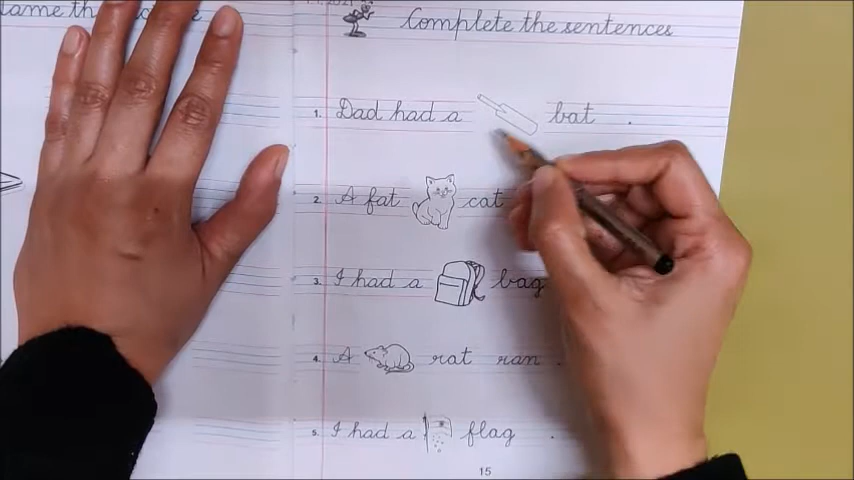 Complete the sentences
1. Dad had a bat .
2. A fat cat
3. I had a bag
4. A rat ran .
5. I had a flag .
15